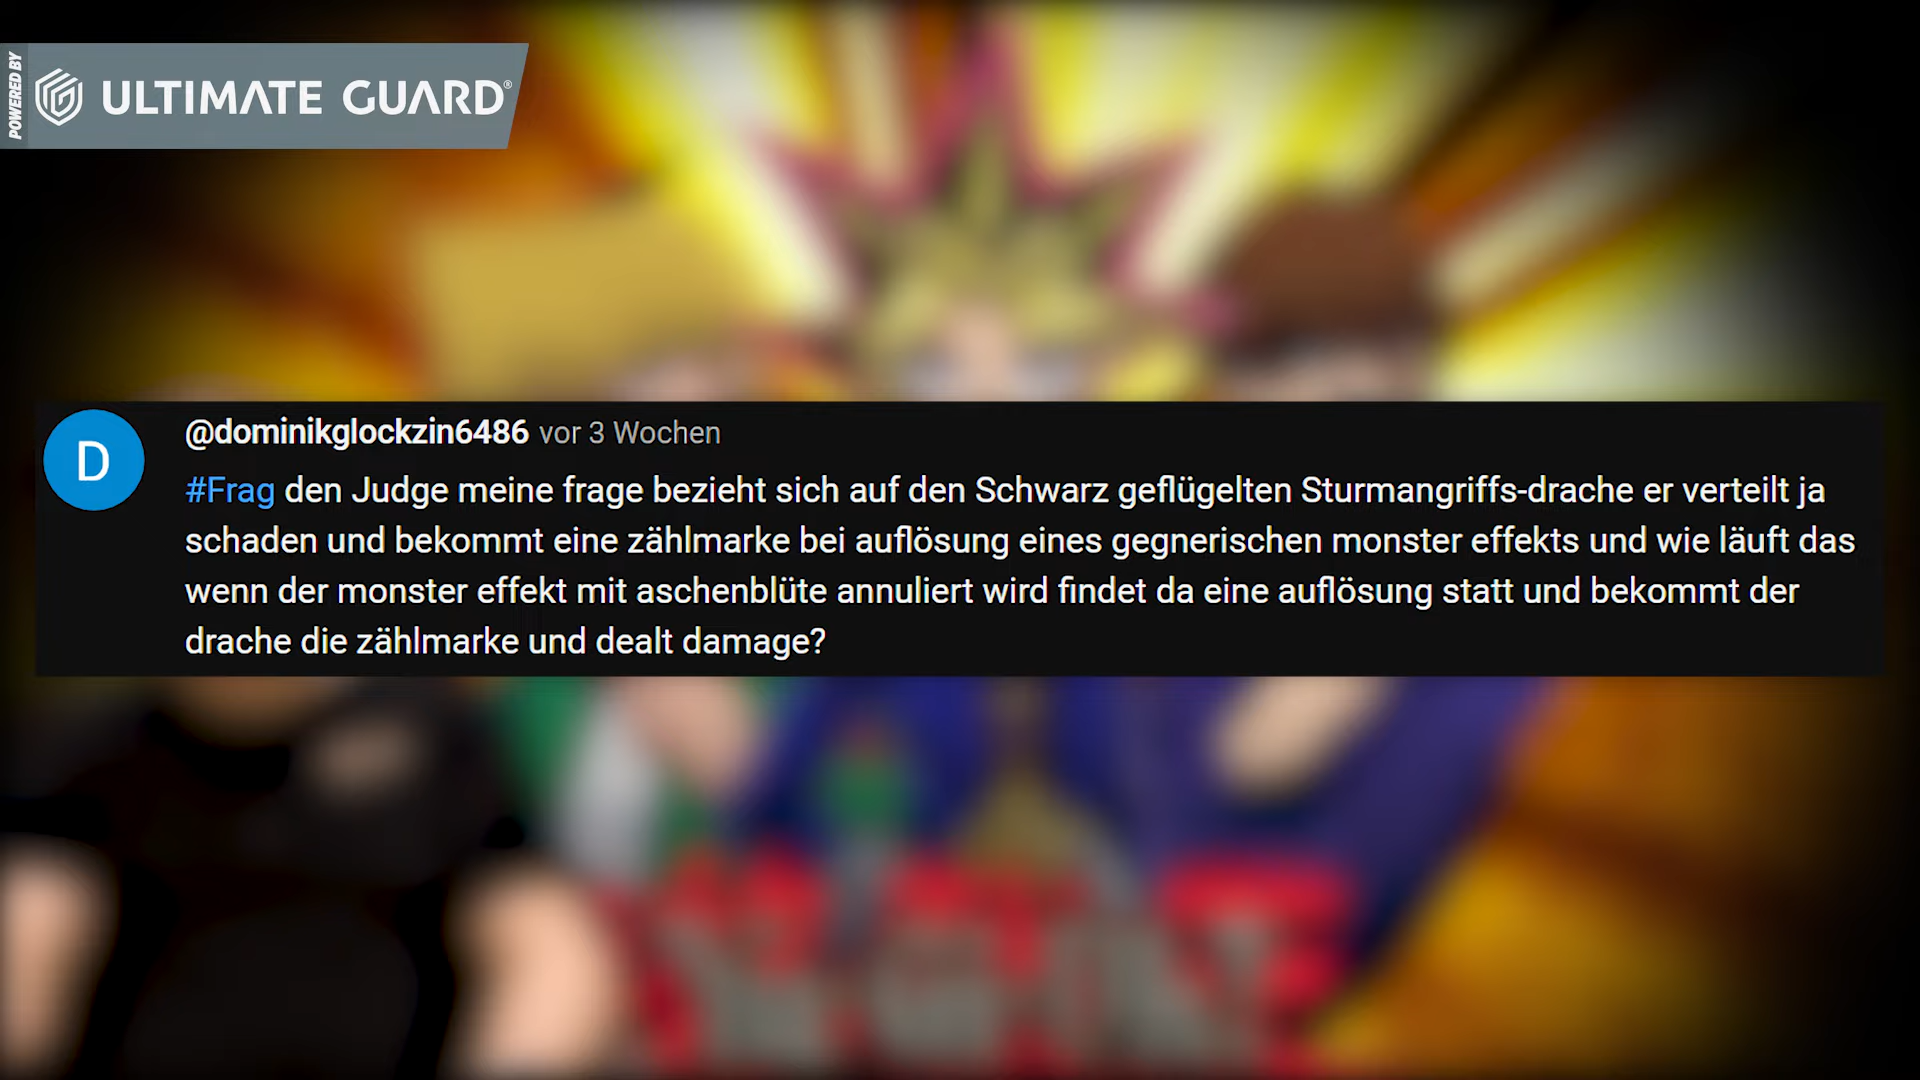 POWERED BY
ULTIMATE GUARD®
D
@dominikglockzin6486 vor 3 Wochen
#Frag den Judge meine frage bezieht sich auf den Schwarz geflügelten Sturmangriffs-drache er verteilt ja
schaden und bekommt eine zählmarke bei auflösung eines gegnerischen monster effekts und wie läuft das
wenn der monster effekt mit aschenblüte annuliert wird findet da eine auflösung statt und bekommt der
drache die zählmarke und dealt damage?